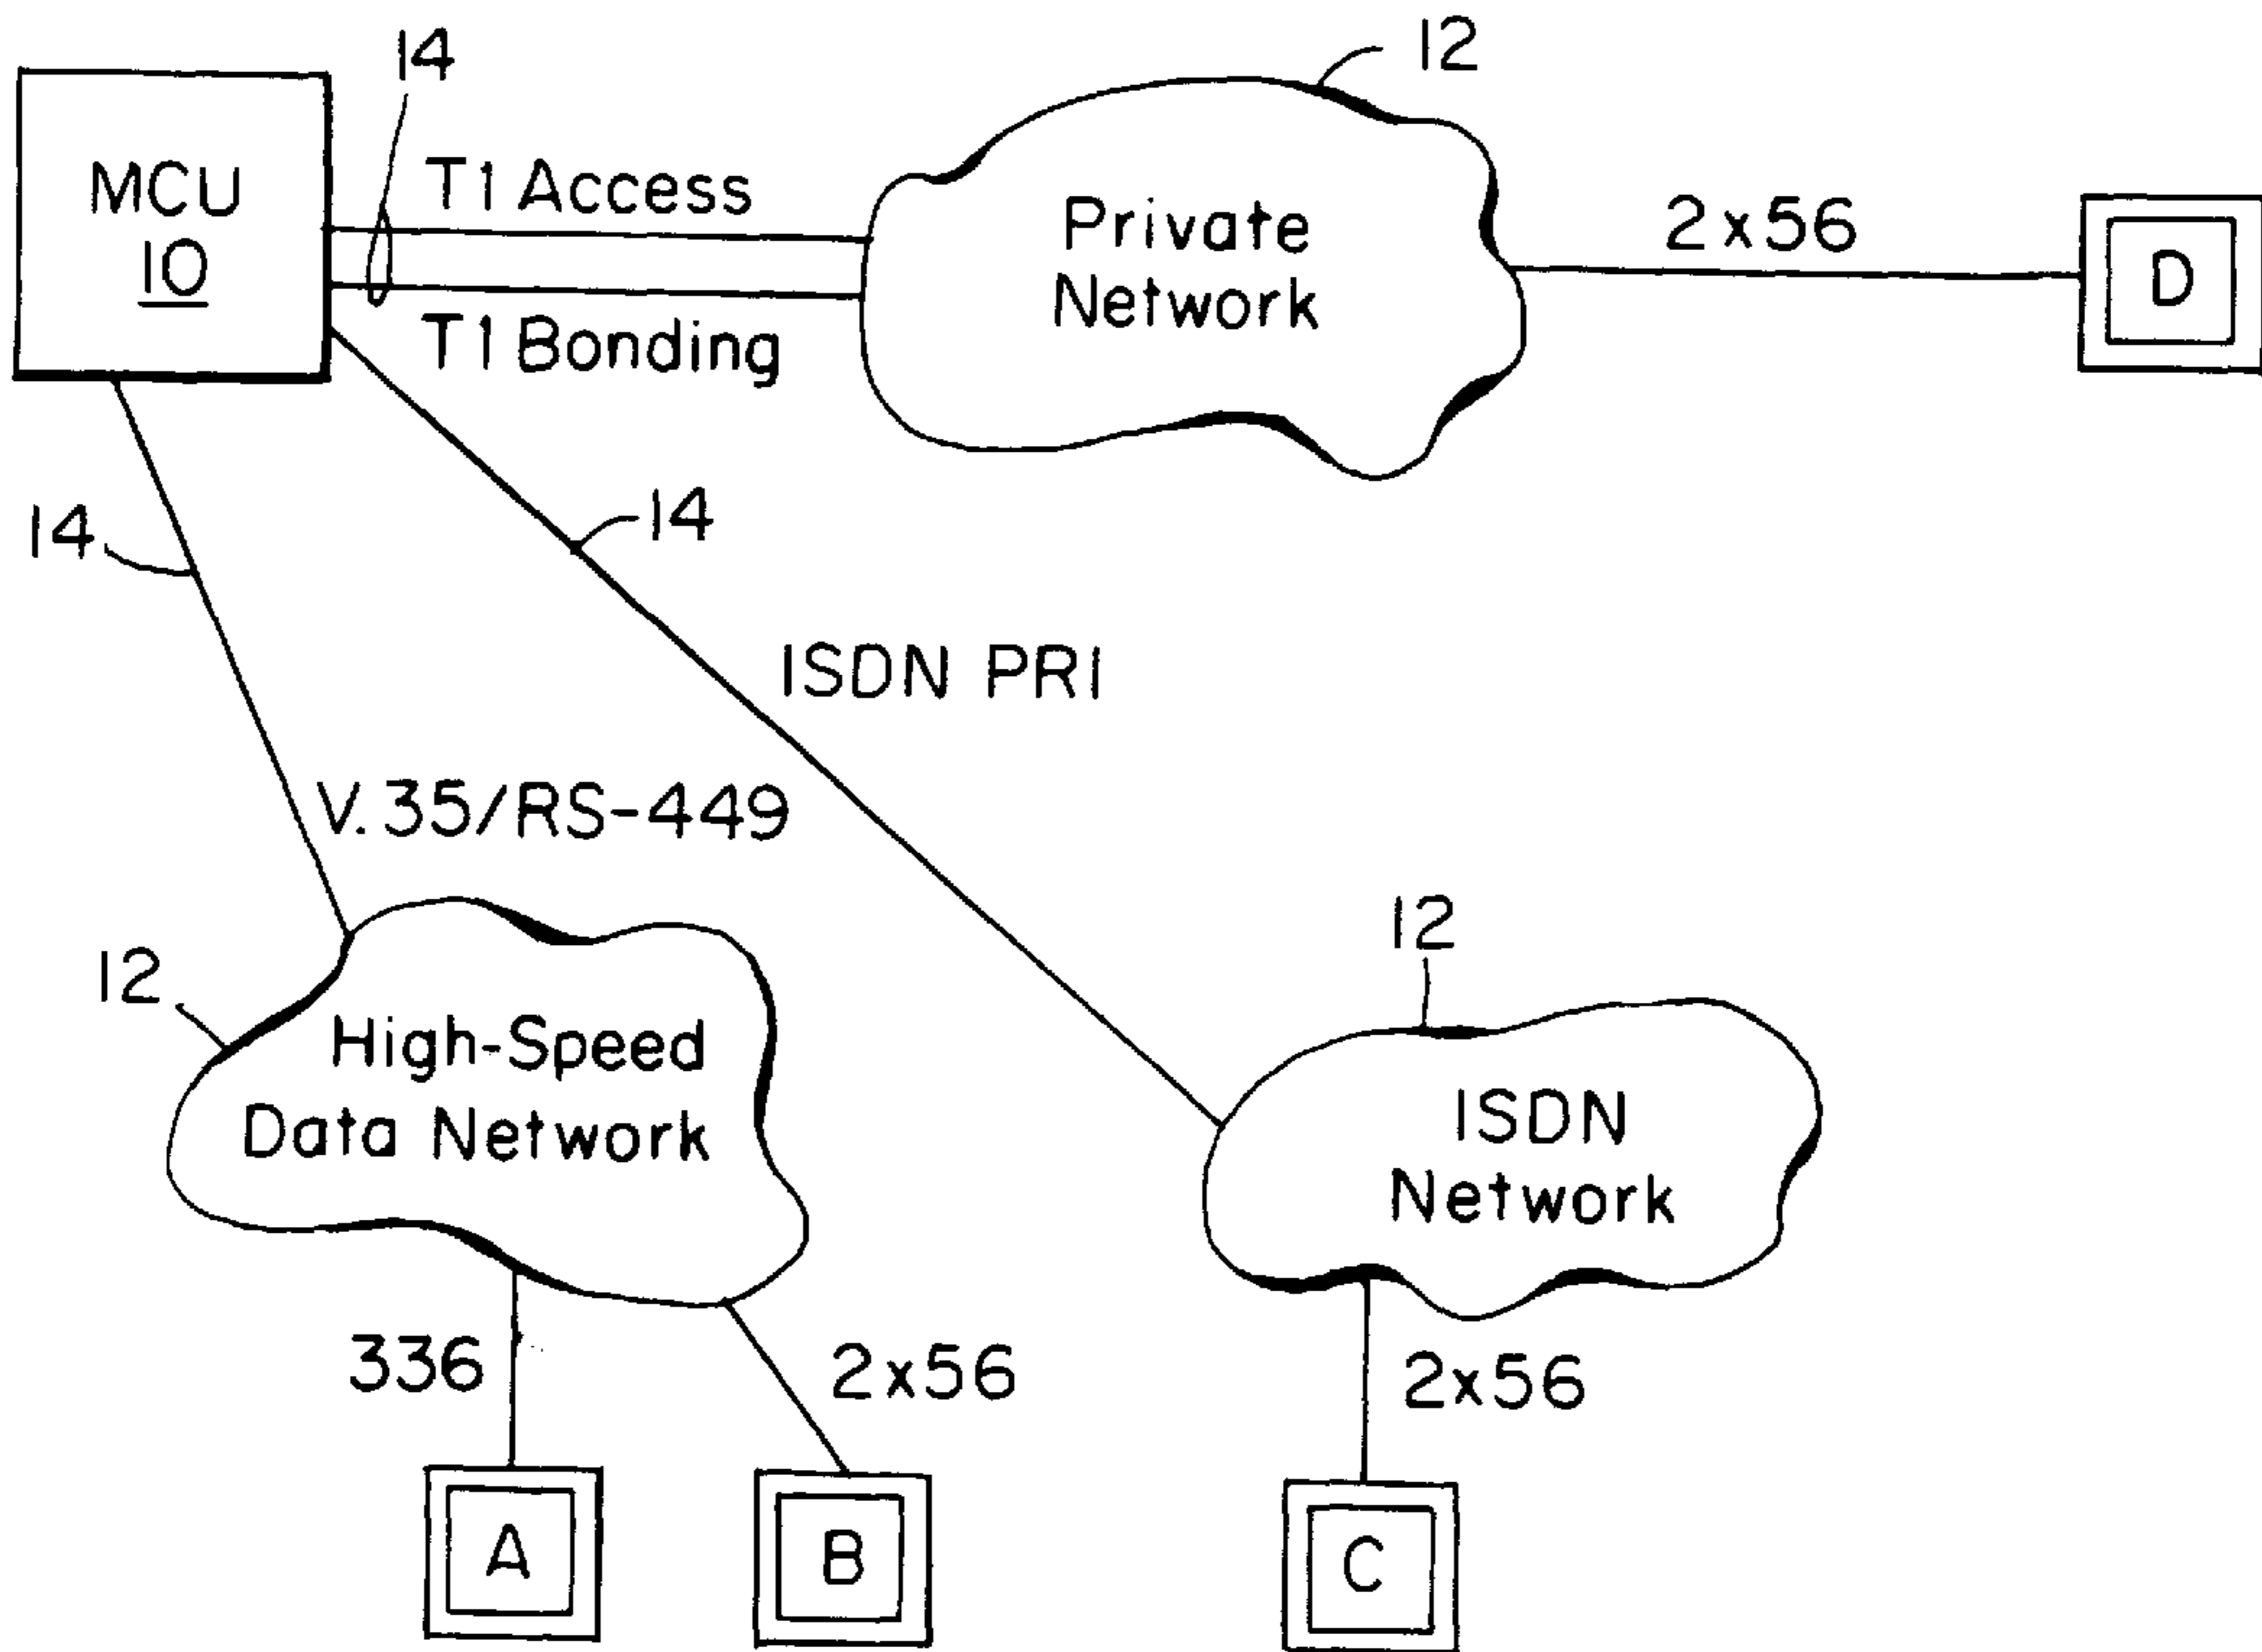 14
12
MCU
10
T1 Access
T1 Bonding
Private
Network
2x56
D
14
14
ISDN PRI
V.35/RS-449
12
High-Speed
Data Network
12
ISDN
Network
336
2x56
2x56
A
B
C